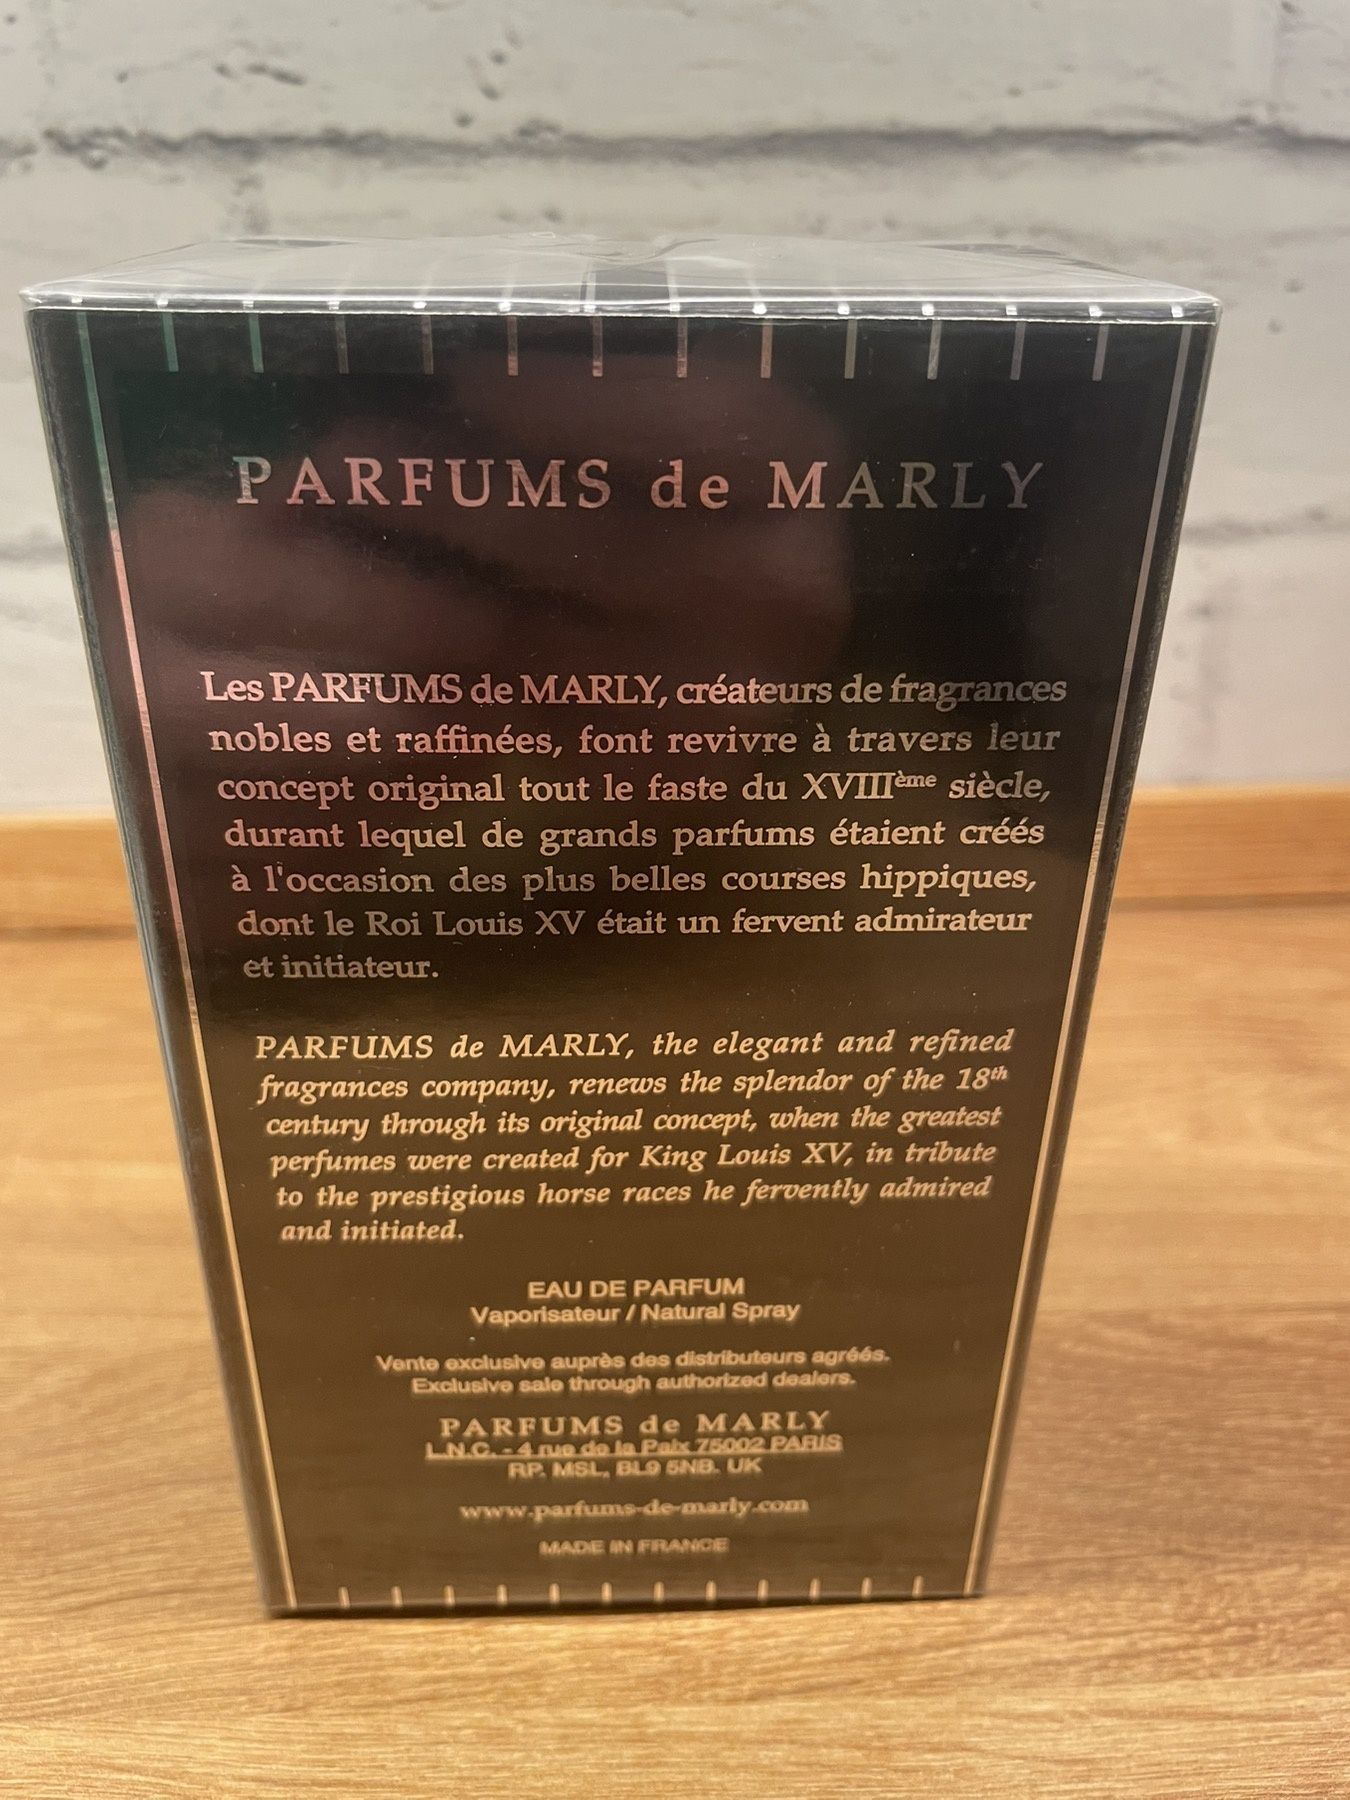 PARFUMS de MARLY
Les PARFUMS de MARLY, créateurs de fragrances
nobles et raffinées, font revivre à travers leur
concept original tout le faste du XVIIIème siècle,
durant lequel de grands parfums étaient créés
à l'occasion des plus belles courses hippiques,
dont le Roi Louis XV était un fervent admirateur
et initiateur.
PARFUMS de MARLY, the elegant and refined
fragrances company, renews the splendor of the 18th
century through its original concept, when the greatest
perfumes were created for King Louis XV, in tribute
to the prestigious horse races he fervently admired
and initiated.
EAU DE PARFUM
Vaporisateur / Natural Spray
Vente exclusive auprès des distributeurs agréés.
Exclusive sale through authorized dealers.
PARFUMS de MARLY
L.N.C. - 4 rue de la Paix 75002 PARIS
RP. MSL, BL9 5NB. UK
www.parfums-de-marly.com
MADE IN FRANCE